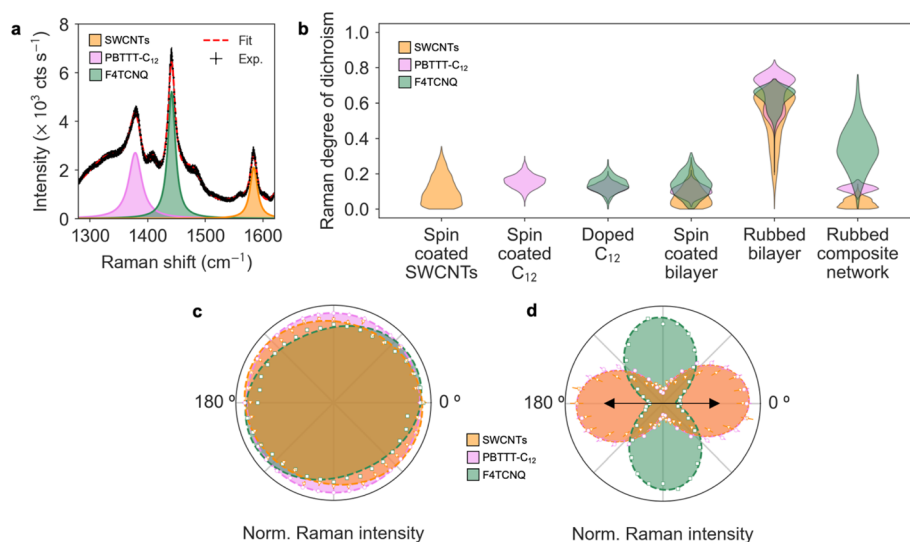 a
SWCNTs
PBTTT-C₁₂
F4TCNQ
Fit
Exp.
Intensity (× 10³ cts s⁻¹)
8
6
4
2
0
1300
1400
1500
1600
Raman shift (cm⁻¹)
b
SWCNTs
PBTTT-C₁₂
F4TCNQ
Raman degree of dichroism
1.0
0.8
0.6
0.4
0.2
0.0
Spin
coated
SWCNTs
Spin
coated
C₁₂
Doped
C₁₂
Spin
coated
bilayer
Rubbed
bilayer
Rubbed
composite
network
c
180 º
0 º
Norm. Raman intensity
SWCNTs
PBTTT-C₁₂
F4TCNQ
d
180 º
0 º
Norm. Raman intensity